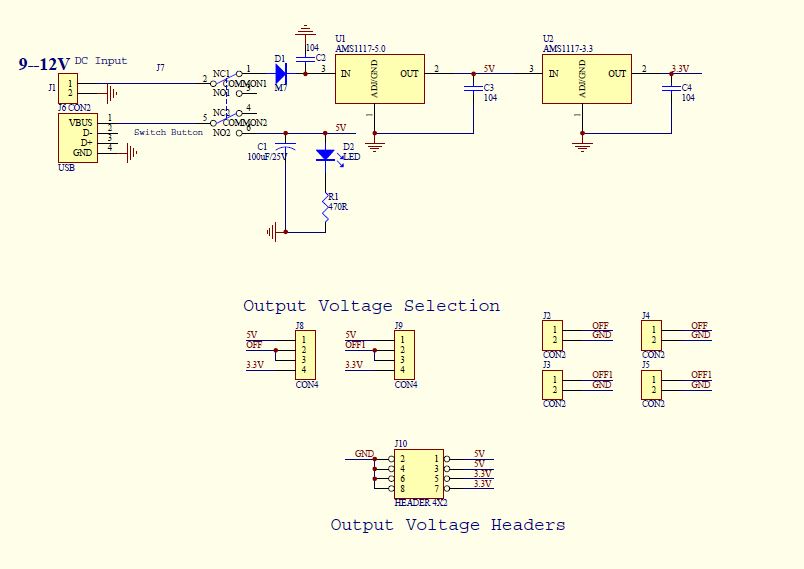 9--12V DC Input
J7
J1
1
2
J6 CON2
VBUS 1
D- 2
D+ 3
GND 4
USB
Switch Button
NC1 1
2 COMMON1
NO1 3
NC2 4
5 COMMON2
NO2 6
D1
M7
104
C2
U1
AMS1117-5.0
3 IN
ADJ/GND
OUT 2
1
5V
C3
104
U2
AMS1117-3.3
3 IN
ADJ/GND
OUT 2
1
3.3V
C4
104
5V
C1
100uF/25V
D2
LED
R1
470R
Output Voltage Selection
J8
5V 1
OFF 2
3
3.3V 4
CON4
J9
5V 1
OFF1 2
3
3.3V 4
CON4
J2
1 OFF
2 GND
CON2
J4
1 OFF
2 GND
CON2
J3
1 OFF1
2 GND
CON2
J5
1 OFF1
2 GND
CON2
J10
GND 2 1 5V
4 3 5V
6 5 3.3V
8 7 3.3V
HEADER 4X2
Output Voltage Headers